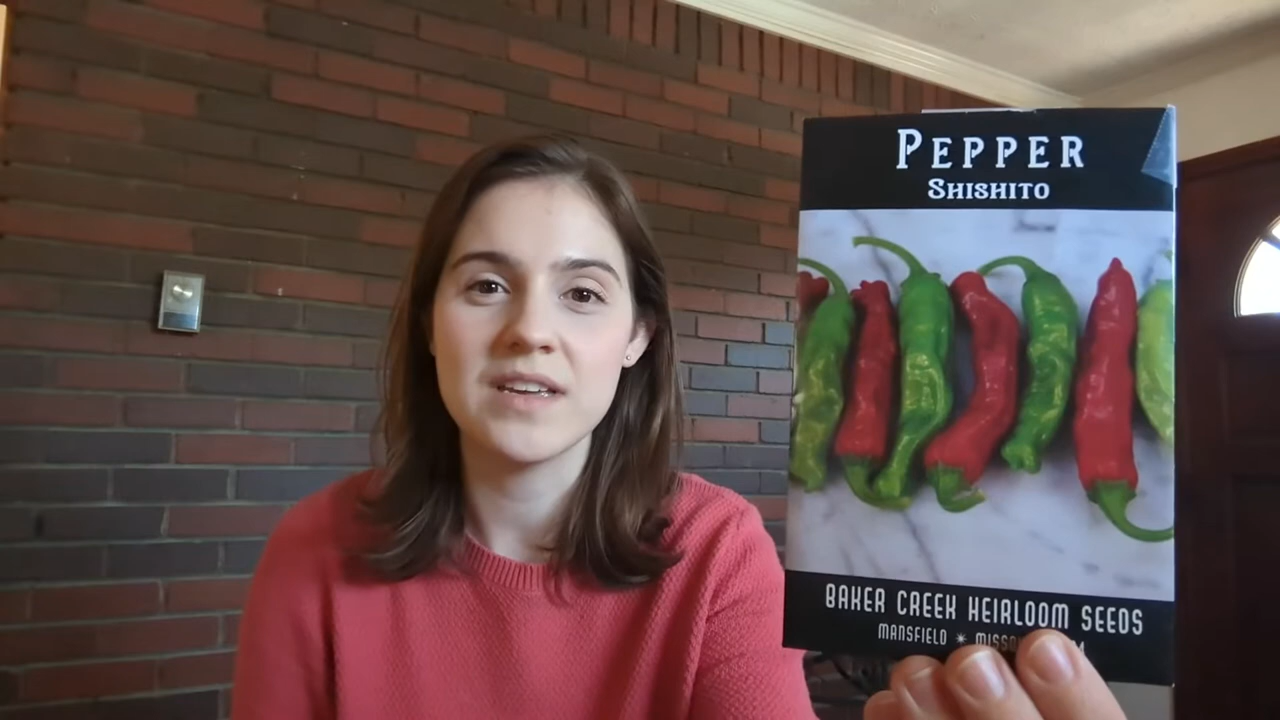 PEPPER
SHISHITO
BAKER CREEK HEIRLOOM SEEDS
MANSFIELD *